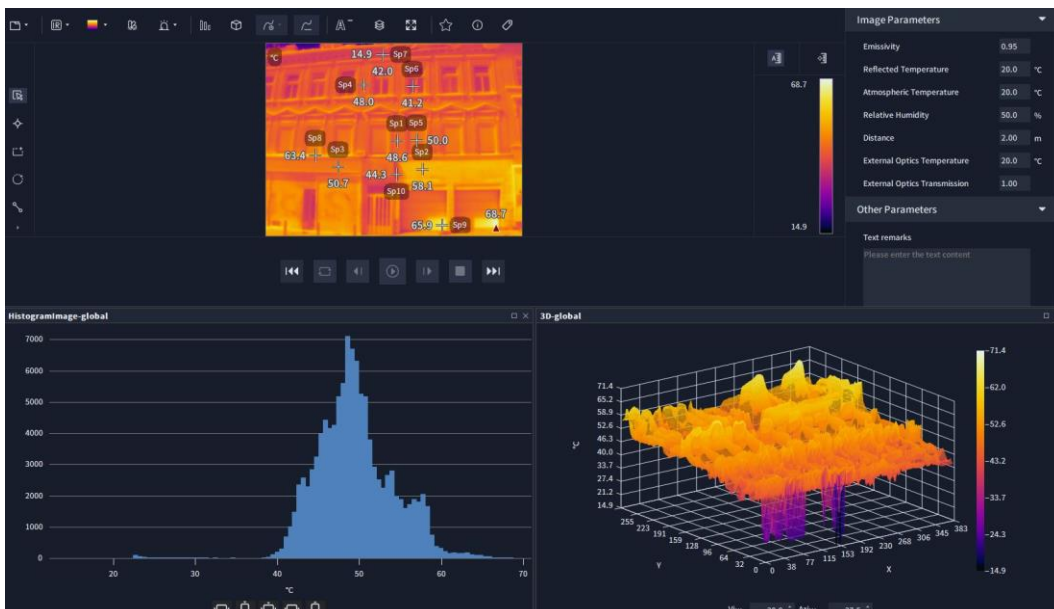 Image Parameters
Emissivity 0.95
Reflected Temperature 20.0 °C
Atmospheric Temperature 20.0 °C
Relative Humidity 50.0 %
Distance 2.00 m
External Optics Temperature 20.0 °C
External Optics Transmission 1.00
Other Parameters
Text remarks
Please enter the text content
°C
14.9 Sp7
42.0 Sp6
Sp4
48.0 41.2
Sp1 Sp5
50.0
Sp8
Sp3
63.4
48.6 Sp2
50.7
44.3
58.1
Sp10
68.7
65.9 Sp9
68.7
14.9
HistogramImage-global
7000
6000
5000
4000
3000
2000
1000
0
20 30 40 50 60 70
°C
3D-global
71.4
65.2
58.9
52.6
46.3
40.0
33.7
27.4
21.2
14.9
°C
255 223 191 159 128 96 64 32 0
Y
0 38 77 115 153 192 230 268 306 345 383
X
71.4
62.0
52.6
43.2
33.7
24.3
14.9